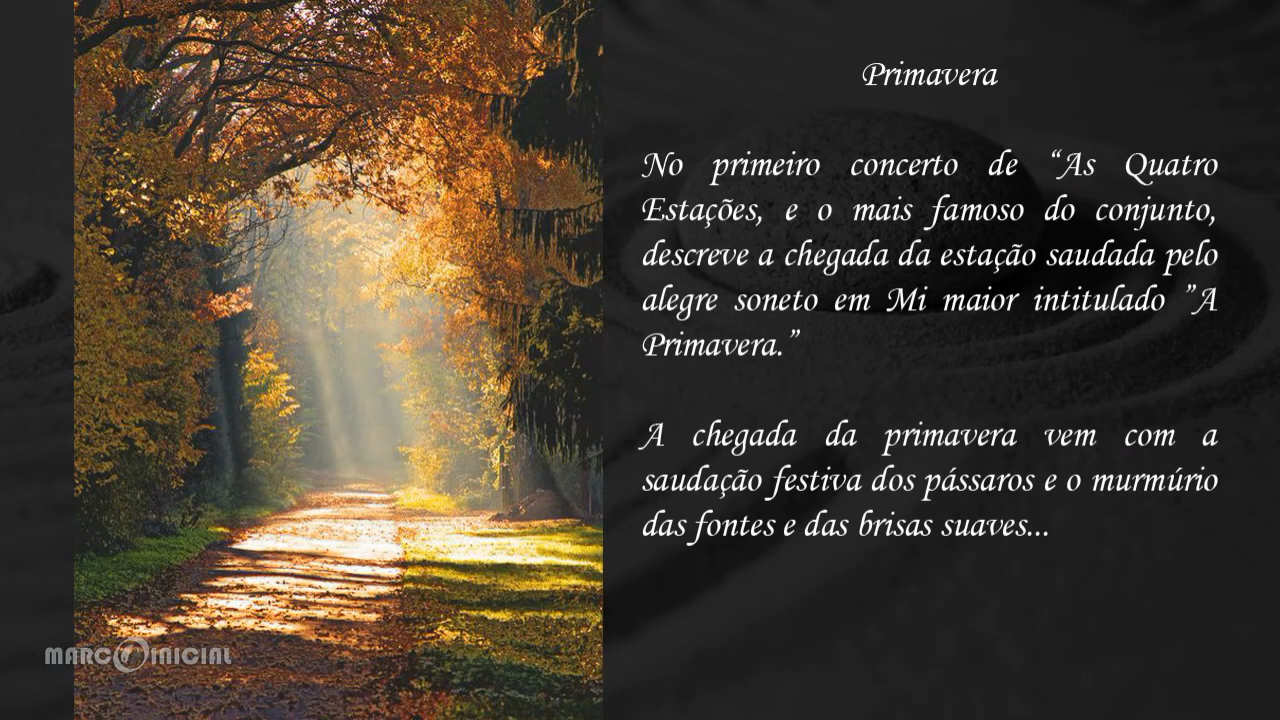 Primavera
No primeiro concerto de “As Quatro
Estações, e o mais famoso do conjunto,
descreve a chegada da estação saudada pelo
alegre soneto em Mi maior intitulado ”A
Primavera.”
A chegada da primavera vem com a
saudação festiva dos pássaros e o murmúrio
das fontes e das brisas suaves...
MARCO INICIAL